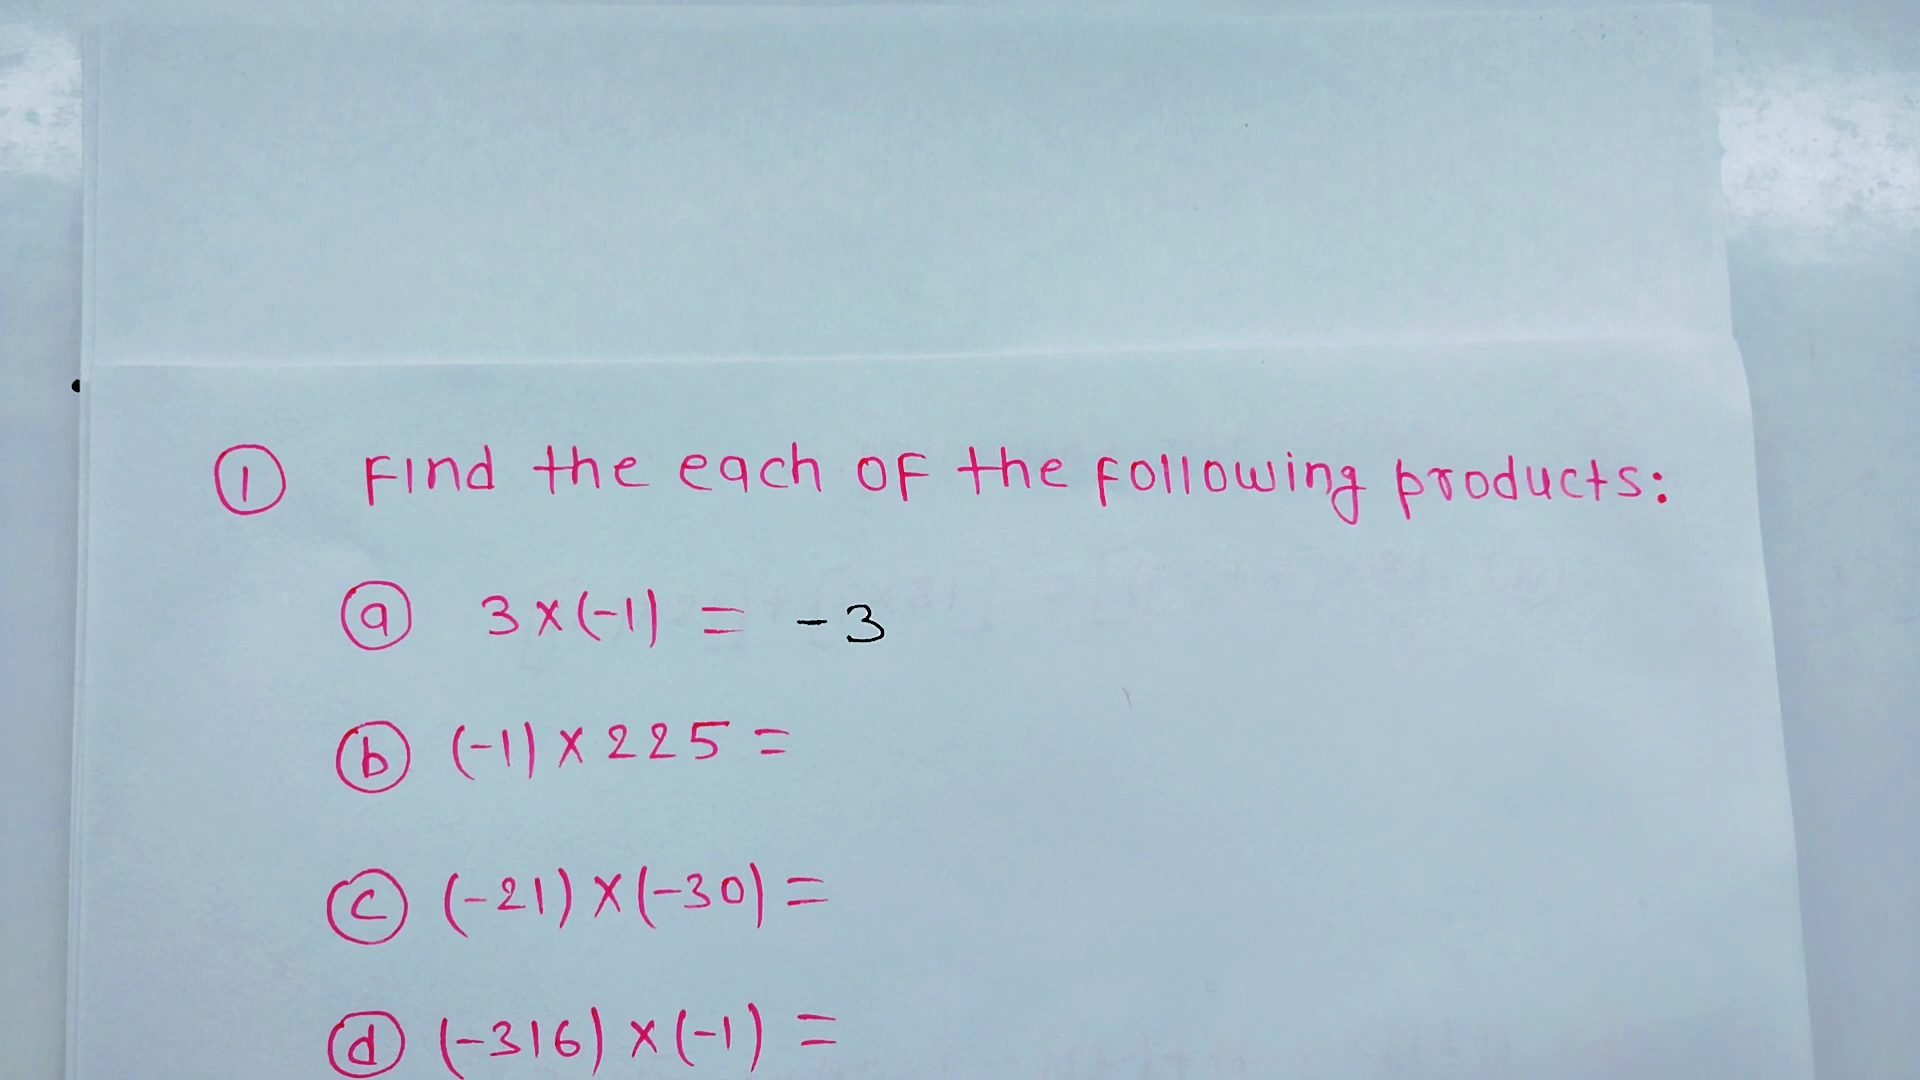 ① Find the each of the following products:
ⓐ 3×(-1) = -3
ⓑ (-1)×225 =
ⓒ (-21)×(-30) =
ⓓ (-316)×(-1) =